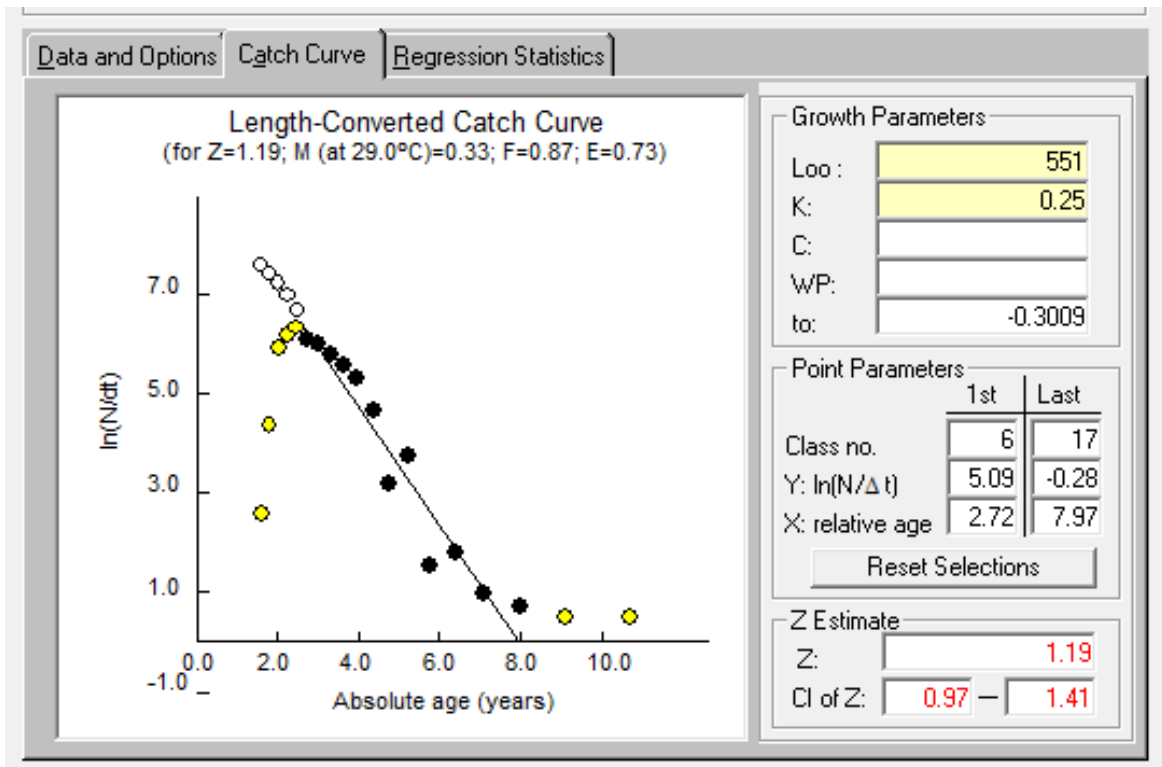 Data and Options
Catch Curve
Regression Statistics
Length-Converted Catch Curve
(for Z=1.19; M (at 29.0ºC)=0.33; F=0.87; E=0.73)
7.0
5.0
3.0
1.0
-1.0
ln(N/dt)
0.0 2.0 4.0 6.0 8.0 10.0
Absolute age (years)
Growth Parameters
Loo : 551
K: 0.25
C:
WP:
to: -0.3009
Point Parameters
1st Last
Class no. 6 17
Y: ln(N/Δ t) 5.09 -0.28
X: relative age 2.72 7.97
Reset Selections
Z Estimate
Z: 1.19
CI of Z: 0.97 — 1.41